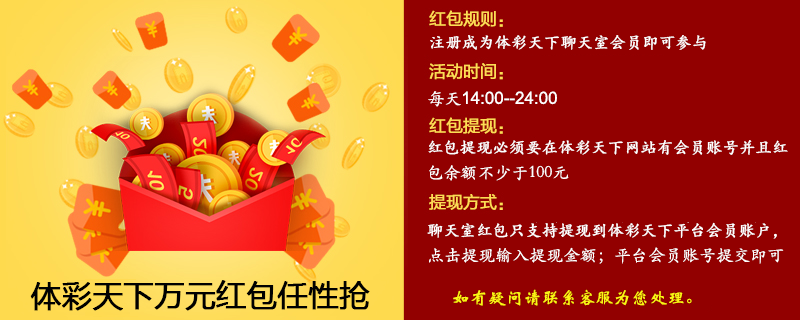 体彩天下万元红包任性抢
红包规则：
注册成为体彩天下聊天室会员即可参与
活动时间：
每天14:00--24:00
红包提现：
红包提现必须要在体彩天下网站有会员账号并且红
包余额不少于100元
提现方式：
聊天室红包只支持提现到体彩天下平台会员账户，
点击提现输入提现金额；平台会员账号提交即可
如有疑问请联系客服为您处理。